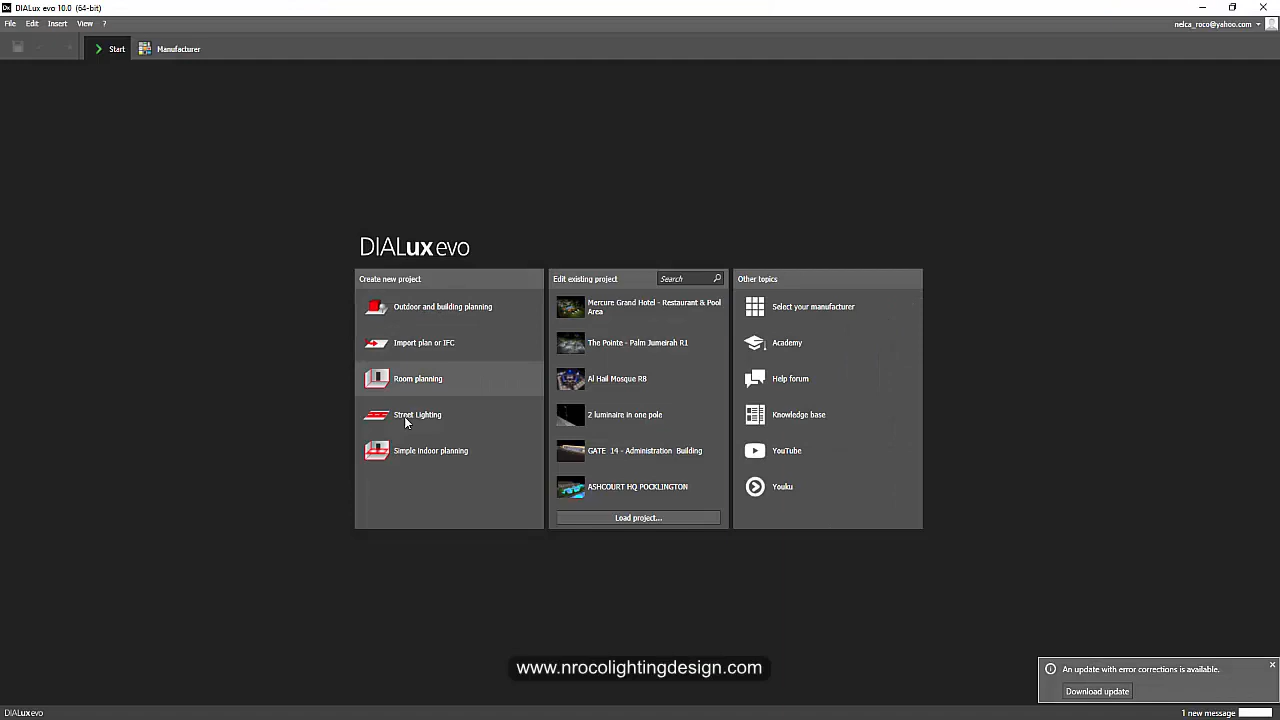 DIALux evo 10.0 (64-bit)
File Edit Insert View ?
nelca_roco@yahoo.com
Start Manufacturer
DIALux evo
Create new project
Outdoor and building planning
Import plan or IFC
Room planning
Street Lighting
Simple indoor planning
Edit existing project
Search
Mercure Grand Hotel - Restaurant & Pool
Area
The Pointe - Palm Jumeirah R1
Al Hail Mosque R8
2 luminaire in one pole
GATE 14 - Administration Building
ASHCOURT HQ POCKLINGTON
Load project...
Other topics
Select your manufacturer
Academy
Help forum
Knowledge base
YouTube
Youku
www.nrocolightingdesign.com
An update with error corrections is available.
Download update
DIALux evo
1 new message